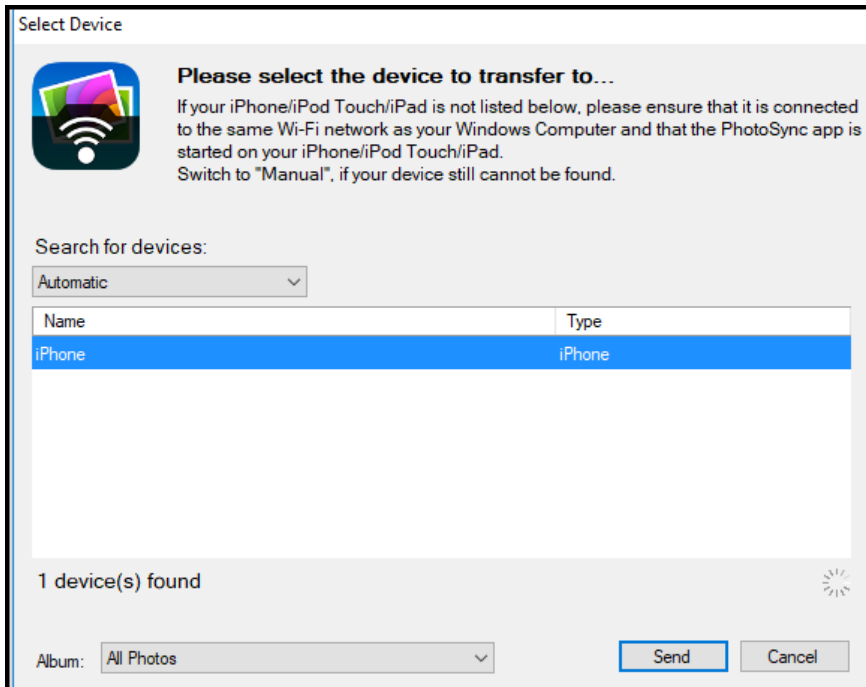 Select Device
Please select the device to transfer to...
If your iPhone/iPod Touch/iPad is not listed below, please ensure that it is connected
to the same Wi-Fi network as your Windows Computer and that the PhotoSync app is
started on your iPhone/iPod Touch/iPad.
Switch to "Manual", if your device still cannot be found.
Search for devices:
Automatic
Name Type
iPhone iPhone
1 device(s) found
Album: All Photos Send Cancel